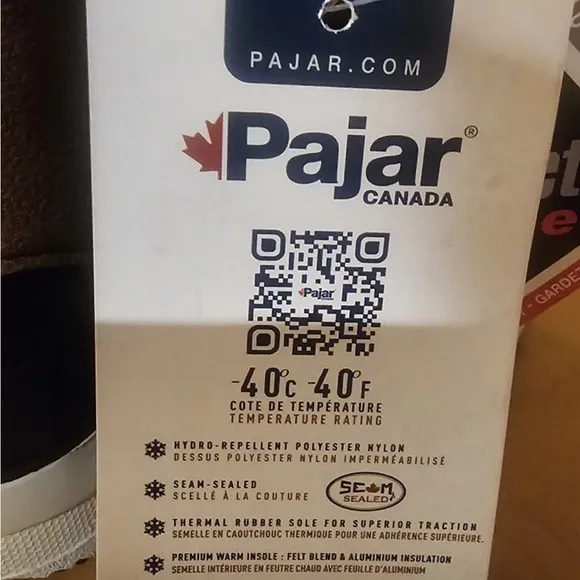 PAJAR.COM
Pajar®
CANADA
Pajar
-40°C -40°F
COTE DE TEMPÉRATURE
TEMPERATURE RATING
HYDRO-REPELLENT POLYESTER NYLON
DESSUS POLYESTER NYLON IMPERMÉABILISÉ
SEAM-SEALED
SCELLÉ À LA COUTURE
SEAM
SEALED
THERMAL RUBBER SOLE FOR SUPERIOR TRACTION
SEMELLE EN CAOUTCHOUC THERMIQUE POUR UNE ADHÉRENCE SUPÉRIEURE.
PREMIUM WARM INSOLE : FELT BLEND & ALUMINIUM INSULATION
SEMELLE INTÉRIEURE EN FEUTRE CHAUD AVEC FEUILLE D'ALUMINIUM